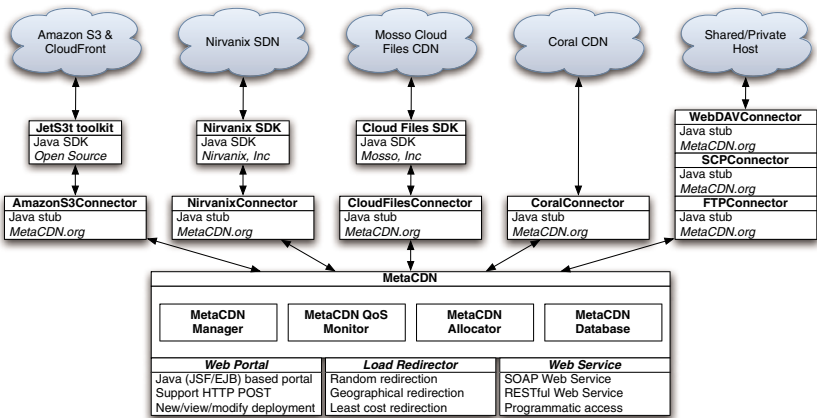 Amazon S3 &
CloudFront
Nirvanix SDN
Mosso Cloud
Files CDN
Coral CDN
Shared/Private
Host
JetS3t toolkit
Java SDK
Open Source
Nirvanix SDK
Java SDK
Nirvanix, Inc
Cloud Files SDK
Java SDK
Mosso, Inc
WebDAVConnector
Java stub
MetaCDN.org
SCPConnector
Java stub
MetaCDN.org
FTPConnector
Java stub
MetaCDN.org
AmazonS3Connector
Java stub
MetaCDN.org
NirvanixConnector
Java stub
MetaCDN.org
CloudFilesConnector
Java stub
MetaCDN.org
CoralConnector
Java stub
MetaCDN.org
MetaCDN
MetaCDN
Manager
MetaCDN QoS
Monitor
MetaCDN
Allocator
MetaCDN
Database
Web Portal
Java (JSF/EJB) based portal
Support HTTP POST
New/view/modify deployment
Load Redirector
Random redirection
Geographical redirection
Least cost redirection
Web Service
SOAP Web Service
RESTful Web Service
Programmatic access